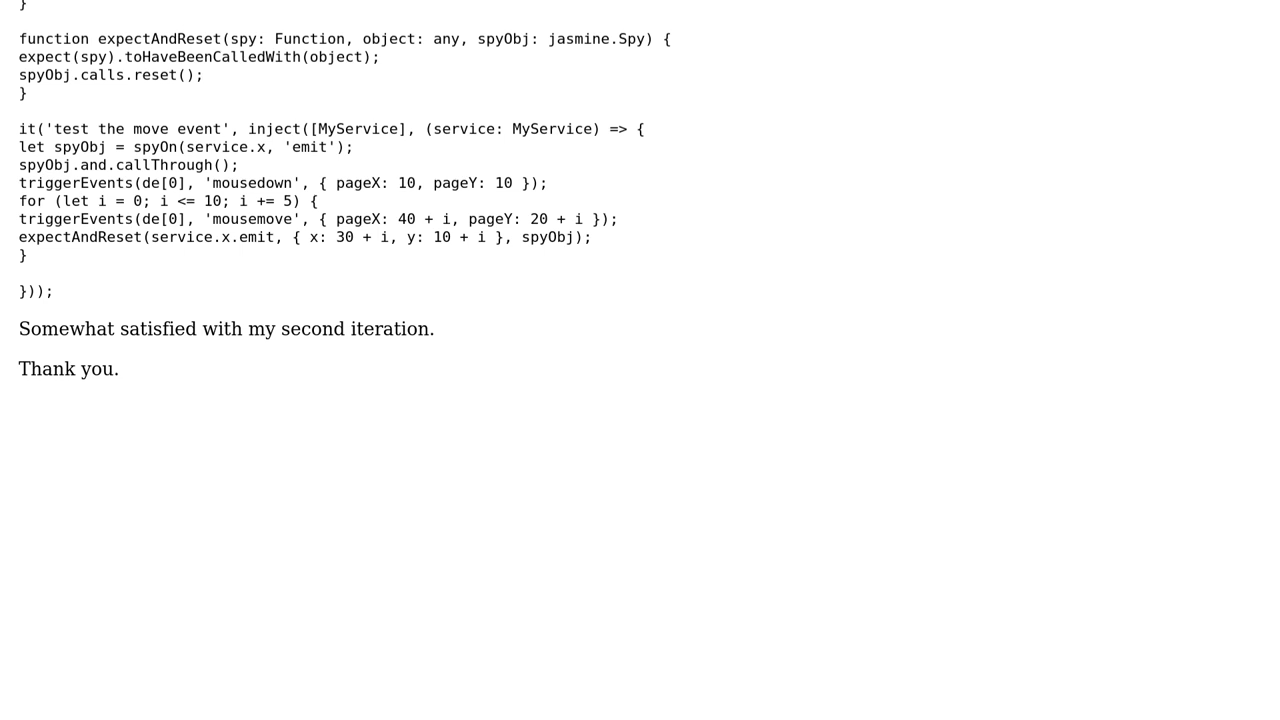 }
function expectAndReset(spy: Function, object: any, spyObj: jasmine.Spy) {
expect(spy).toHaveBeenCalledWith(object);
spyObj.calls.reset();
}
it('test the move event', inject([MyService], (service: MyService) => {
let spyObj = spyOn(service.x, 'emit');
spyObj.and.callThrough();
triggerEvents(de[0], 'mousedown', { pageX: 10, pageY: 10 });
for (let i = 0; i <= 10; i += 5) {
triggerEvents(de[0], 'mousemove', { pageX: 40 + i, pageY: 20 + i });
expectAndReset(service.x.emit, { x: 30 + i, y: 10 + i }, spyObj);
}
}));
Somewhat satisfied with my second iteration.
Thank you.